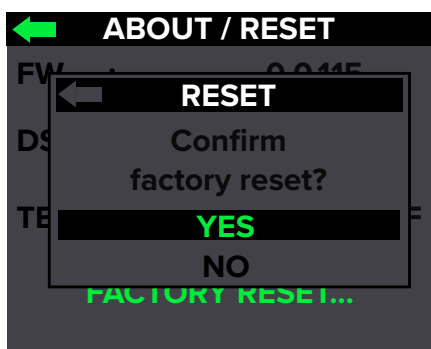 ABOUT / RESET
RESET
Confirm
factory reset?
YES
NO
FACTORY RESET...